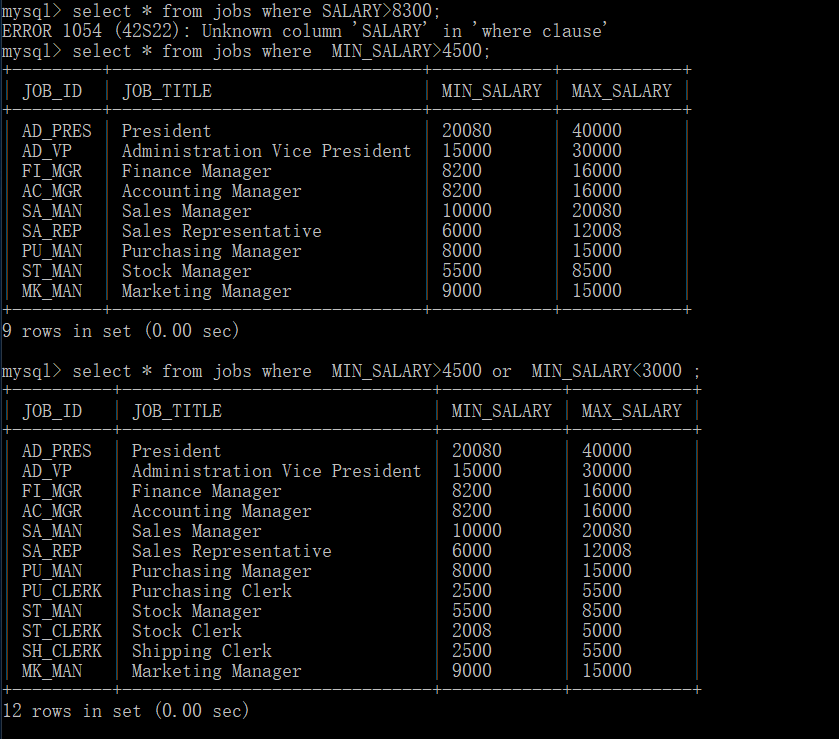 mysql> select * from jobs where SALARY>8300;
ERROR 1054 (42S22): Unknown column 'SALARY' in 'where clause'
mysql> select * from jobs where  MIN_SALARY>4500;
+----------+---------------------------------+------------+------------+
| JOB_ID   | JOB_TITLE                       | MIN_SALARY | MAX_SALARY |
+----------+---------------------------------+------------+------------+
| AD_PRES  | President                       | 20080      | 40000      |
| AD_VP    | Administration Vice President   | 15000      | 30000      |
| FI_MGR   | Finance Manager                 | 8200       | 16000      |
| AC_MGR   | Accounting Manager              | 8200       | 16000      |
| SA_MAN   | Sales Manager                   | 10000      | 20080      |
| SA_REP   | Sales Representative            | 6000       | 12008      |
| PU_MAN   | Purchasing Manager              | 8000       | 15000      |
| ST_MAN   | Stock Manager                   | 5500       | 8500       |
| MK_MAN   | Marketing Manager               | 9000       | 15000      |
+----------+---------------------------------+------------+------------+
9 rows in set (0.00 sec)

mysql> select * from jobs where  MIN_SALARY>4500 or  MIN_SALARY<3000 ;
+----------+---------------------------------+------------+------------+
| JOB_ID   | JOB_TITLE                       | MIN_SALARY | MAX_SALARY |
+----------+---------------------------------+------------+------------+
| AD_PRES  | President                       | 20080      | 40000      |
| AD_VP    | Administration Vice President   | 15000      | 30000      |
| FI_MGR   | Finance Manager                 | 8200       | 16000      |
| AC_MGR   | Accounting Manager              | 8200       | 16000      |
| SA_MAN   | Sales Manager                   | 10000      | 20080      |
| SA_REP   | Sales Representative            | 6000       | 12008      |
| PU_MAN   | Purchasing Manager              | 8000       | 15000      |
| PU_CLERK | Purchasing Clerk                | 2500       | 5500       |
| ST_MAN   | Stock Manager                   | 5500       | 8500       |
| ST_CLERK | Stock Clerk                     | 2008       | 5000       |
| SH_CLERK | Shipping Clerk                  | 2500       | 5500       |
| MK_MAN   | Marketing Manager               | 9000       | 15000      |
+----------+---------------------------------+------------+------------+
12 rows in set (0.00 sec)